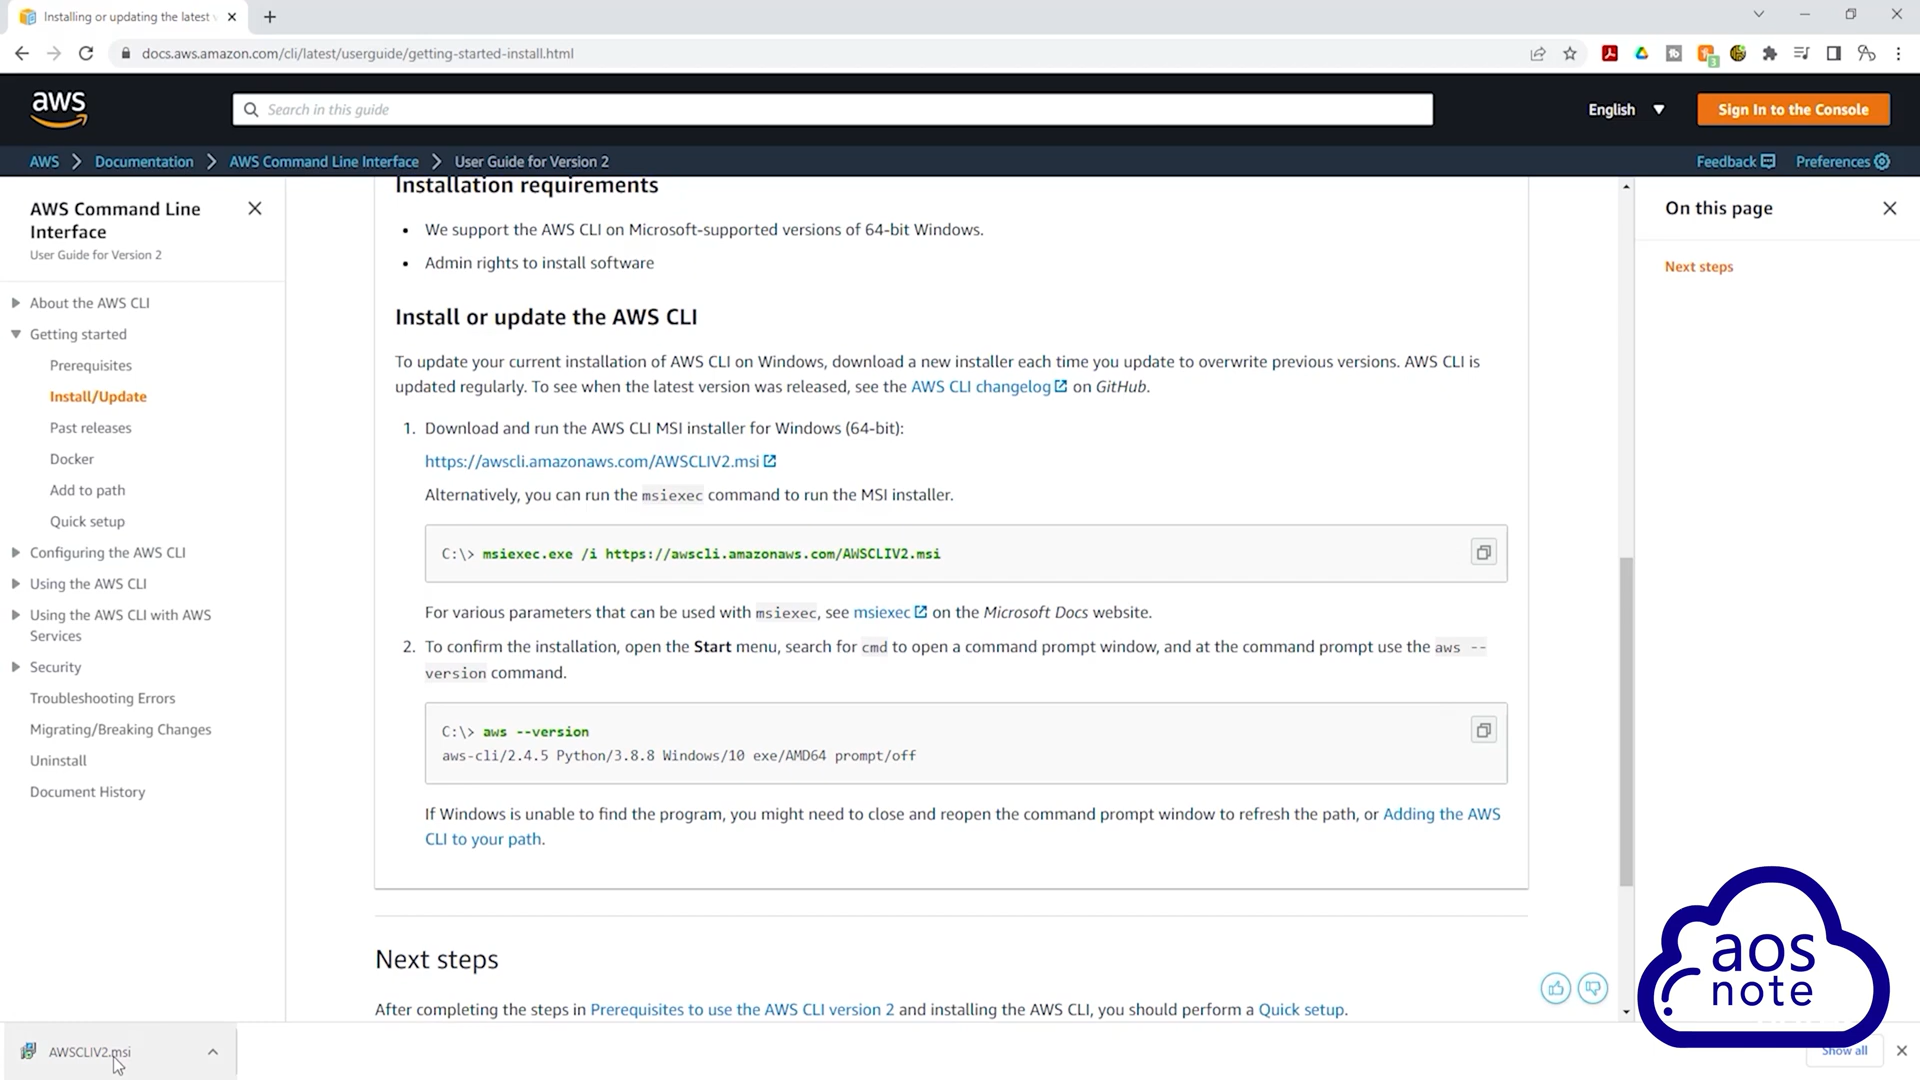 Installing or updating the latest
docs.aws.amazon.com/cli/latest/userguide/getting-started-install.html
3
aws
Search in this guide
English
Sign In to the Console
AWS
Documentation
AWS Command Line Interface
User Guide for Version 2
Feedback
Preferences
AWS Command Line
Interface
User Guide for Version 2
About the AWS CLI
Getting started
Prerequisites
Install/Update
Past releases
Docker
Add to path
Quick setup
Configuring the AWS CLI
Using the AWS CLI
Using the AWS CLI with AWS
Services
Security
Troubleshooting Errors
Migrating/Breaking Changes
Uninstall
Document History
Installation requirements
• We support the AWS CLI on Microsoft-supported versions of 64-bit Windows.
• Admin rights to install software
Install or update the AWS CLI
To update your current installation of AWS CLI on Windows, download a new installer each time you update to overwrite previous versions. AWS CLI is
updated regularly. To see when the latest version was released, see the AWS CLI changelog on GitHub.
1. Download and run the AWS CLI MSI installer for Windows (64-bit):
https://awscli.amazonaws.com/AWSCLIV2.msi
Alternatively, you can run the msiexec command to run the MSI installer.
C:\> msiexec.exe /i https://awscli.amazonaws.com/AWSCLIV2.msi
For various parameters that can be used with msiexec, see msiexec on the Microsoft Docs website.
2. To confirm the installation, open the Start menu, search for cmd to open a command prompt window, and at the command prompt use the aws --
version command.
C:\> aws --version
aws-cli/2.4.5 Python/3.8.8 Windows/10 exe/AMD64 prompt/off
If Windows is unable to find the program, you might need to close and reopen the command prompt window to refresh the path, or Adding the AWS
CLI to your path.
Next steps
After completing the steps in Prerequisites to use the AWS CLI version 2 and installing the AWS CLI, you should perform a Quick setup.
On this page
Next steps
aos
note
AWSCLIV2.msi
Show all